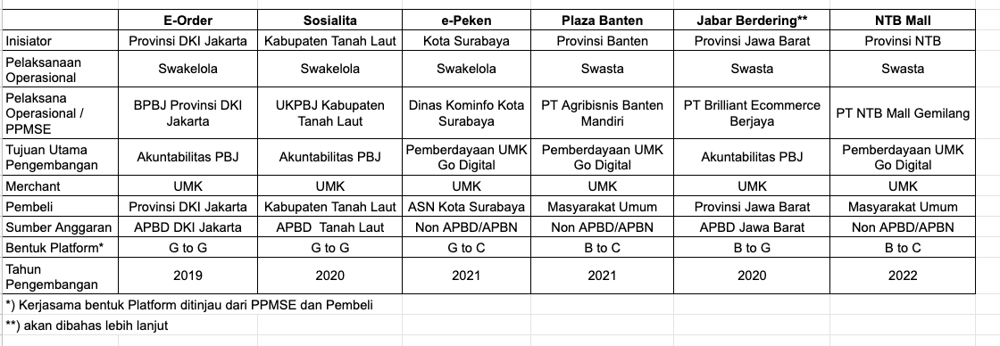 E-Order Sosialita e-Peken Plaza Banten Jabar Berdering** NTB Mall
Inisiator Provinsi DKI Jakarta Kabupaten Tanah Laut Kota Surabaya Provinsi Banten Provinsi Jawa Barat Provinsi NTB
Pelaksanaan
Operasional Swakelola Swakelola Swakelola Swasta Swasta Swasta
Pelaksana
Operasional /
PPMSE
BPBJ Provinsi DKI
Jakarta
UKPBJ Kabupaten
Tanah Laut
Dinas Kominfo Kota
Surabaya
PT Agribisnis Banten
Mandiri
PT Brilliant Ecommerce
Berjaya
PT NTB Mall Gemilang
Tujuan Utama
Pengembangan
Akuntabilitas PBJ
Akuntabilitas PBJ
Pemberdayaan UMK
Go Digital
Pemberdayaan UMK
Go Digital
Akuntabilitas PBJ
Pemberdayaan UMK
Go Digital
Merchant UMK UMK UMK UMK UMK UMK
Pembeli Provinsi DKI Jakarta Kabupaten Tanah Laut ASN Kota Surabaya Masyarakat Umum Provinsi Jawa Barat Masyarakat Umum
Sumber Anggaran APBD DKI Jakarta APBD Tanah Laut Non APBD/APBN Non APBD/APBN APBD Jawa Barat Non APBD/APBN
Bentuk Platform* G to G G to G G to C B to C B to G B to C
Tahun
Pengembangan 2019 2020 2021 2021 2020 2022
*) Kerjasama bentuk Platform ditinjau dari PPMSE dan Pembeli
**) akan dibahas lebih lanjut